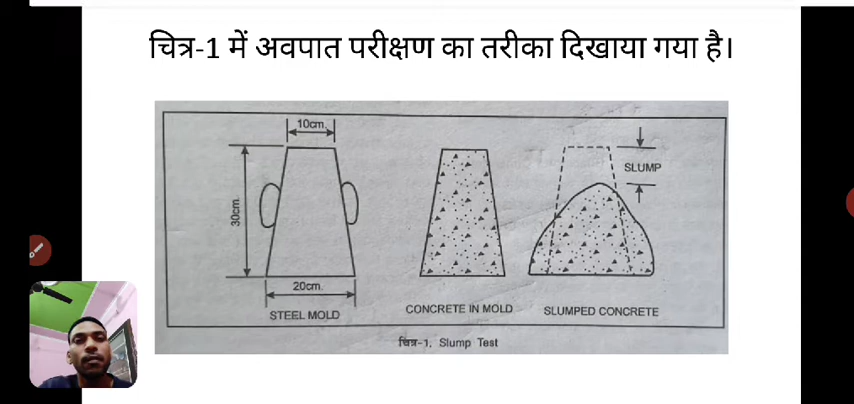 चित्र-1 में अवपात परीक्षण का तरीका दिखाया गया है।
10cm.
30cm.
20cm.
STEEL MOLD
CONCRETE IN MOLD
SLUMP
SLUMPED CONCRETE
चित्र-1. Slump Test